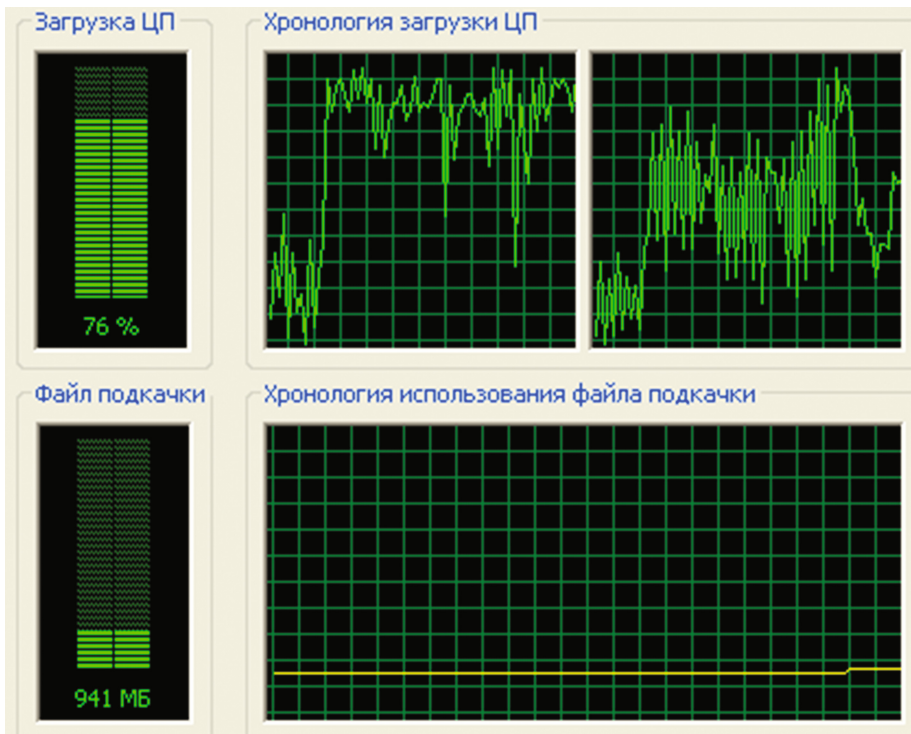 Загрузка ЦП
Хронология загрузки ЦП
76 %
Файл подкачки
Хронология использования файла подкачки
941 МБ